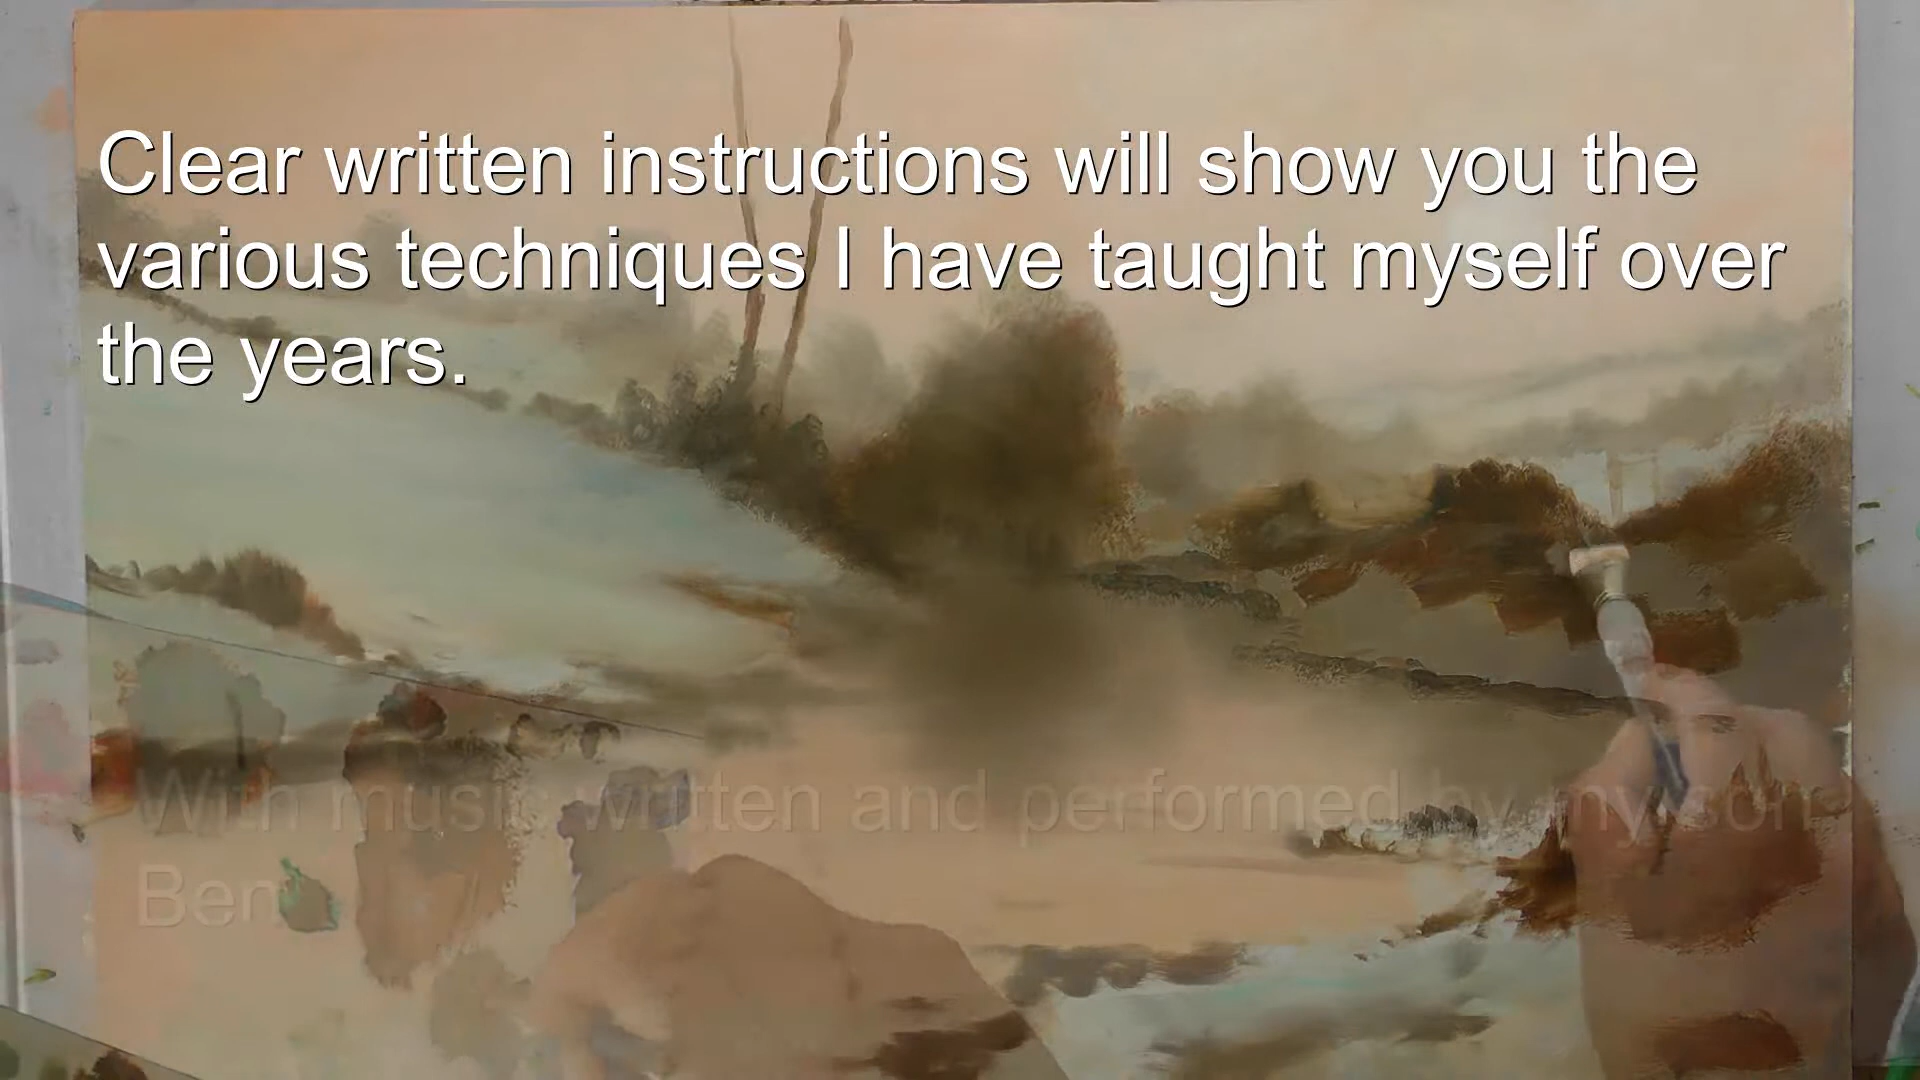 Clear written instructions will show you the
various techniques I have taught myself over
the years.
With music written and performed by my son
Ben